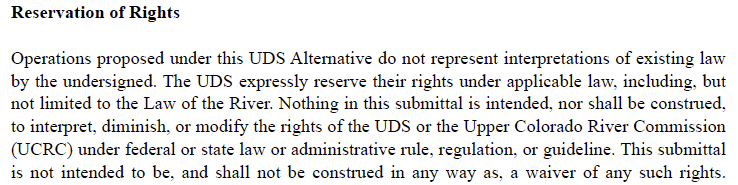 Reservation of Rights
Operations proposed under this UDS Alternative do not represent interpretations of existing law
by the undersigned. The UDS expressly reserve their rights under applicable law, including, but
not limited to the Law of the River. Nothing in this submittal is intended, nor shall be construed,
to interpret, diminish, or modify the rights of the UDS or the Upper Colorado River Commission
(UCRC) under federal or state law or administrative rule, regulation, or guideline. This submittal
is not intended to be, and shall not be construed in any way as, a waiver of any such rights.